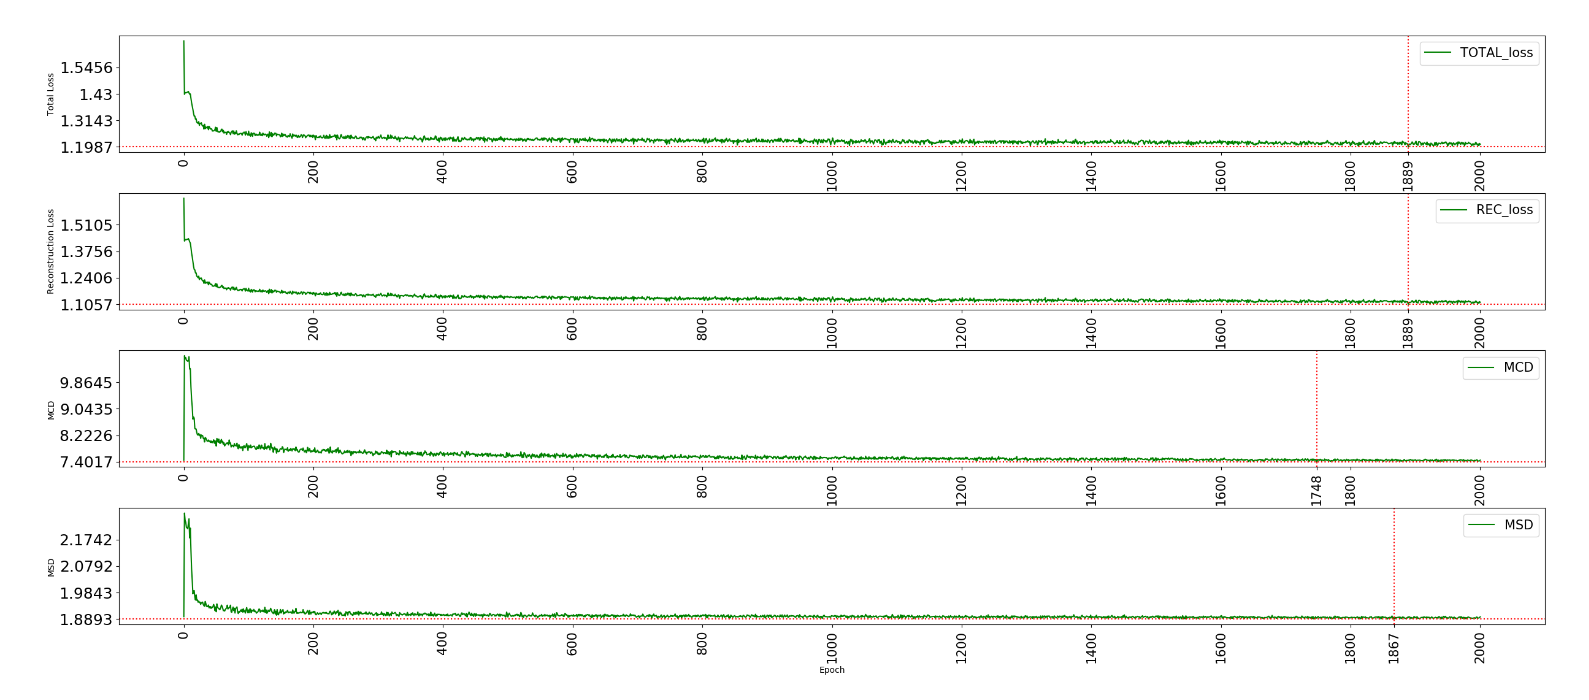 TOTAL_loss
Total Loss
1.5456
1.43
1.3143
1.1987
0 200 400 600 800 1000 1200 1400 1600 1800 1889 2000
REC_loss
Reconstruction Loss
1.5105
1.3756
1.2406
1.1057
0 200 400 600 800 1000 1200 1400 1600 1800 1889 2000
MCD
MCD
9.8645
9.0435
8.2226
7.4017
0 200 400 600 800 1000 1200 1400 1600 1748 1800 2000
MSD
MSD
2.1742
2.0792
1.9843
1.8893
0 200 400 600 800 1000 1200 1400 1600 1800 1867 2000
Epoch